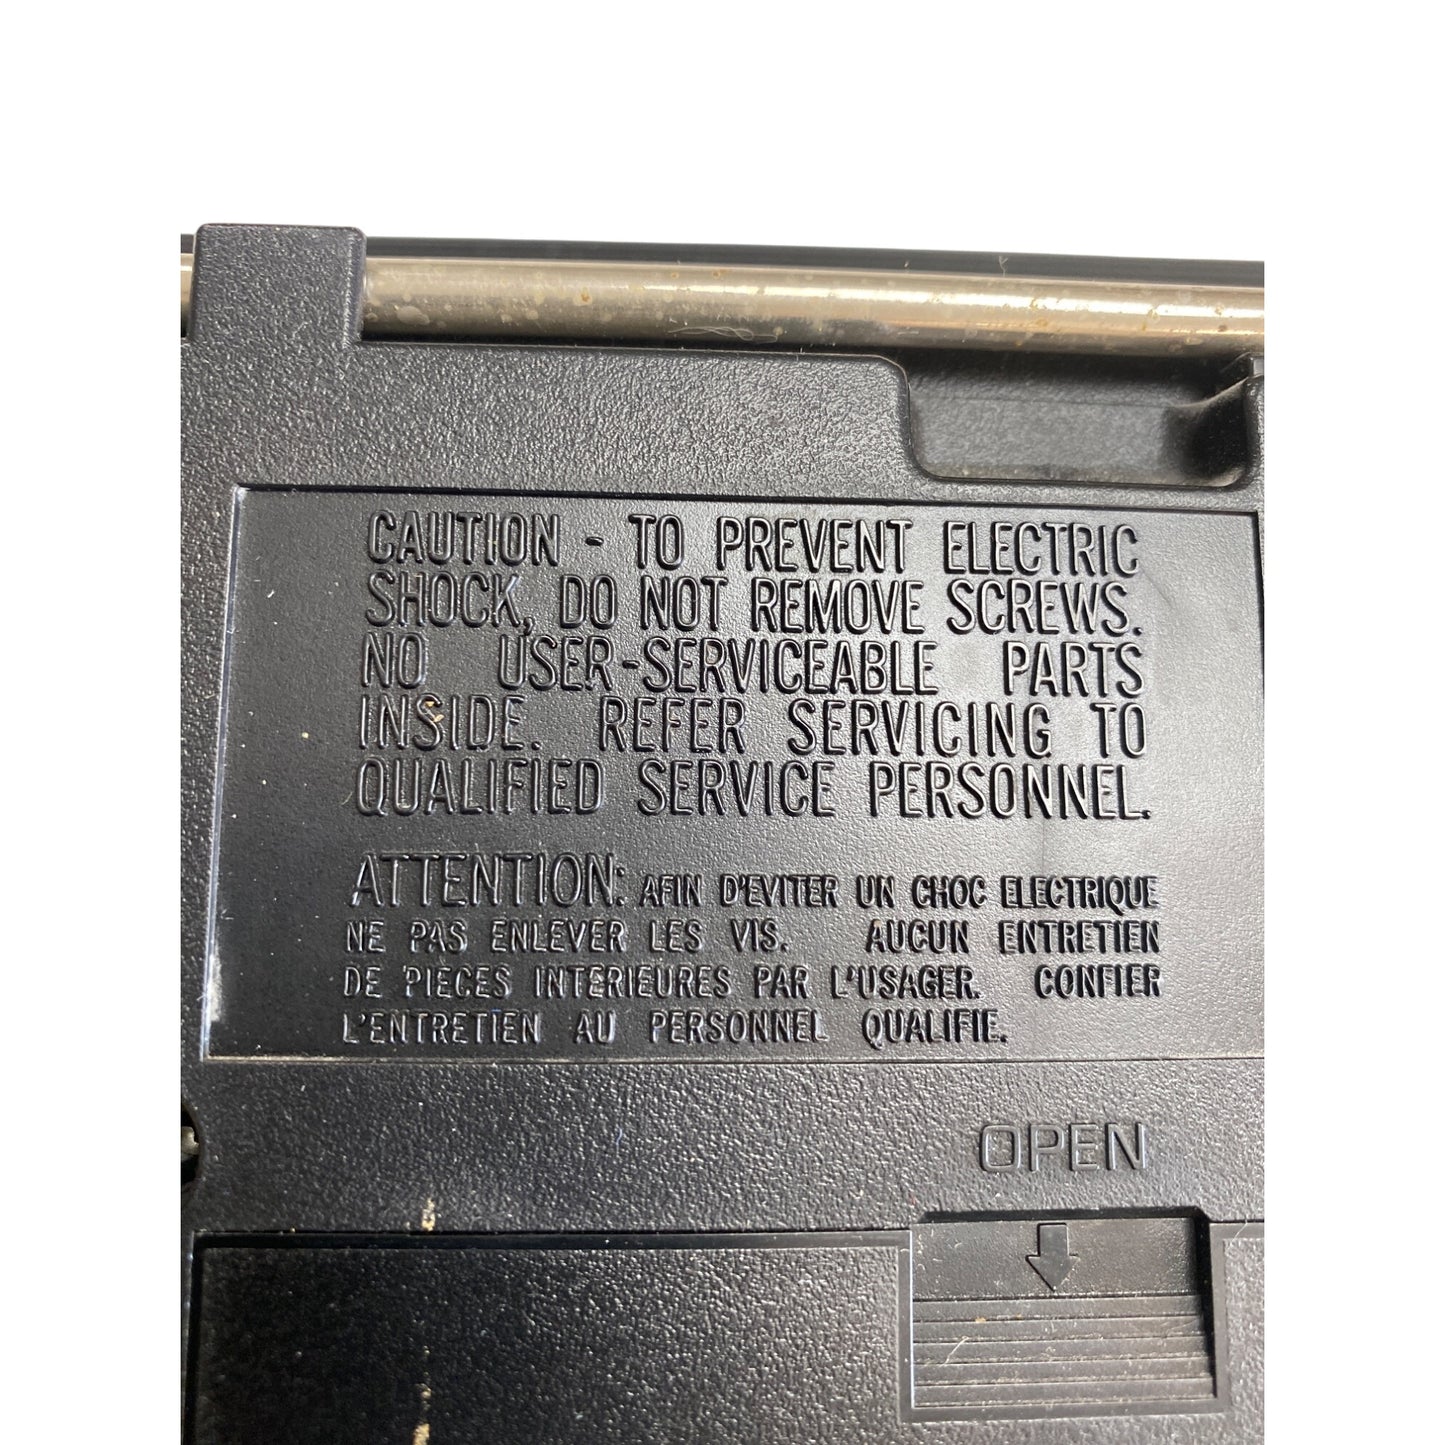 CAUTION - TO PREVENT ELECTRIC
SHOCK, DO NOT REMOVE SCREWS.
NO USER-SERVICEABLE PARTS
INSIDE. REFER SERVICING TO
QUALIFIED SERVICE PERSONNEL.
ATTENTION: AFIN D'EVITER UN CHOC ELECTRIQUE
NE PAS ENLEVER LES VIS. AUCUN ENTRETIEN
DE PIECES INTERIEURES PAR L'USAGER. CONFIER
L'ENTRETIEN AU PERSONNEL QUALIFIE.
OPEN